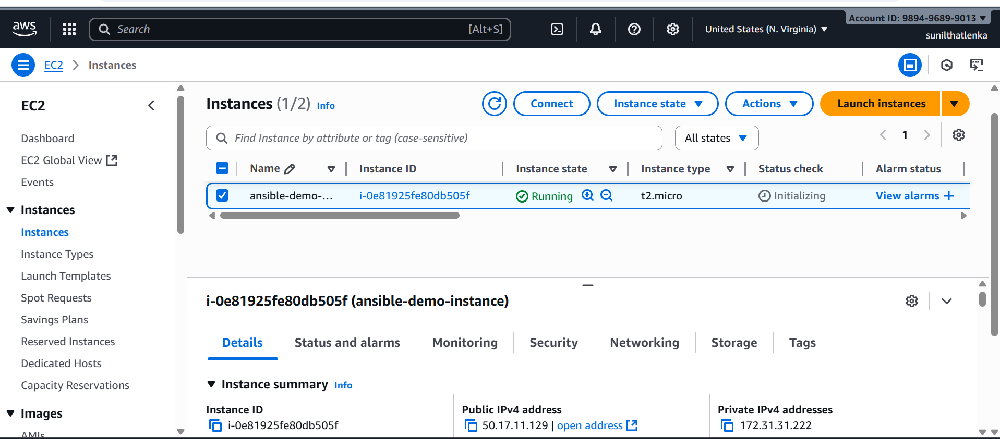 aws
Search
[Alt+S]
United States (N. Virginia)
Account ID: 9894-9689-9013
sunilthatlenka
EC2
Instances
EC2
Dashboard
EC2 Global View
Events
Instances
Instances
Instance Types
Launch Templates
Spot Requests
Savings Plans
Reserved Instances
Dedicated Hosts
Capacity Reservations
Images
AMIs
Instances (1/2) Info
Connect
Instance state
Actions
Launch instances
Find Instance by attribute or tag (case-sensitive)
All states
1
Name
Instance ID
Instance state
Instance type
Status check
Alarm status
ansible-demo-...
i-0e81925fe80db505f
Running
t2.micro
Initializing
View alarms +
i-0e81925fe80db505f (ansible-demo-instance)
Details
Status and alarms
Monitoring
Security
Networking
Storage
Tags
Instance summary Info
Instance ID
i-0e81925fe80db505f
Public IPv4 address
50.17.11.129 | open address
Private IPv4 addresses
172.31.31.222